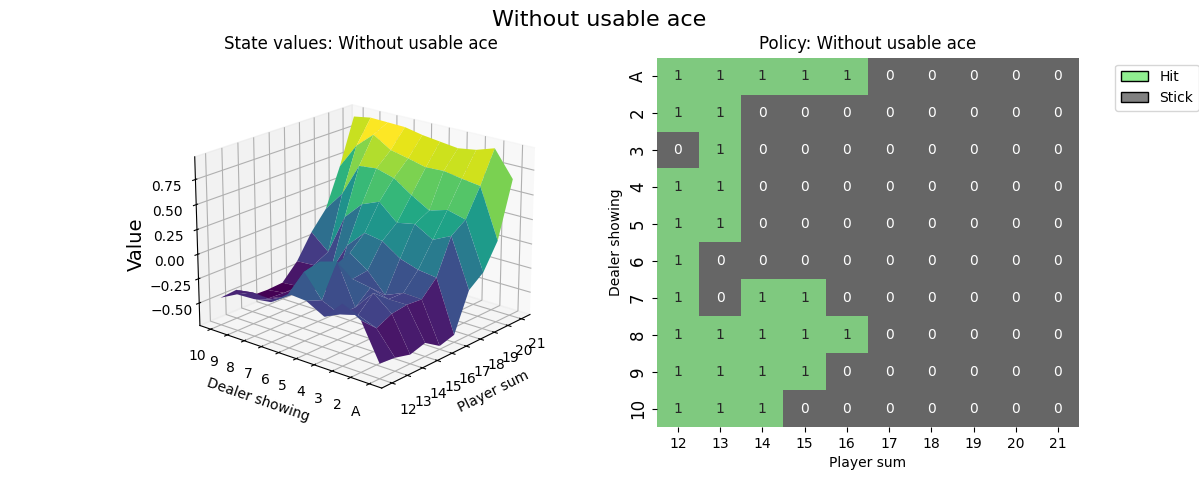 Without usable ace
State values: Without usable ace
Value
0.75
0.50
0.25
0.00
−0.25
−0.50
10 9 8 7 6 5 4 3 2 A
Dealer showing
12 13 14 15 16 17 18 19 20 21
Player sum
Policy: Without usable ace
Dealer showing
A 1 1 1 1 1 0 0 0 0 0
2 1 1 0 0 0 0 0 0 0 0
3 0 1 0 0 0 0 0 0 0 0
4 1 1 0 0 0 0 0 0 0 0
5 1 1 0 0 0 0 0 0 0 0
6 1 0 0 0 0 0 0 0 0 0
7 1 0 1 1 0 0 0 0 0 0
8 1 1 1 1 1 0 0 0 0 0
9 1 1 1 1 0 0 0 0 0 0
10 1 1 1 0 0 0 0 0 0 0
12 13 14 15 16 17 18 19 20 21
Player sum
Hit
Stick